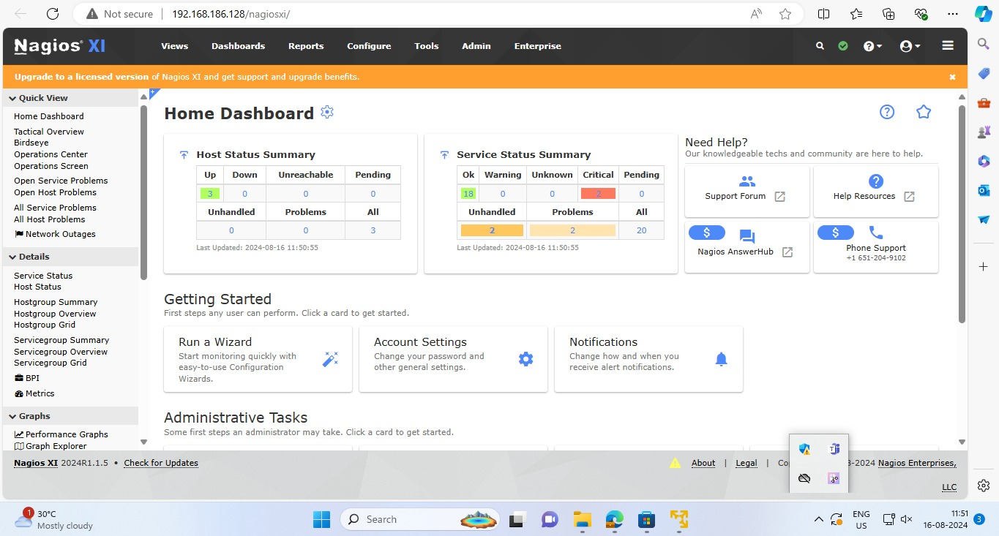 Not secure 192.168.186.128/nagiosxi/
Nagios® XI Views Dashboards Reports Configure Tools Admin Enterprise
Upgrade to a licensed version of Nagios XI and get support and upgrade benefits.
Quick View
Home Dashboard
Tactical Overview
Birdseye
Operations Center
Operations Screen
Open Service Problems
Open Host Problems
All Service Problems
All Host Problems
Network Outages
Details
Service Status
Host Status
Hostgroup Summary
Hostgroup Overview
Hostgroup Grid
Servicegroup Summary
Servicegroup Overview
Servicegroup Grid
BPI
Metrics
Graphs
Performance Graphs
Graph Explorer
Home Dashboard
Host Status Summary
Up Down Unreachable Pending
3 0 0 0
Unhandled Problems All
0 0 3
Last Updated: 2024-08-16 11:50:55
Service Status Summary
Ok Warning Unknown Critical Pending
18 0 0 2 0
Unhandled Problems All
2 2 20
Last Updated: 2024-08-16 11:50:55
Need Help?
Our knowledgeable techs and community are here to help.
Support Forum
Help Resources
$
Nagios AnswerHub
$
Phone Support
+1 651-204-9102
Getting Started
First steps any user can perform. Click a card to get started.
Run a Wizard
Start monitoring quickly with
easy-to-use Configuration
Wizards.
Account Settings
Change your password and
other general settings.
Notifications
Change how and when you
receive alert notifications.
Administrative Tasks
Some first steps an administrator may take. Click a card to get started.
Nagios XI 2024R1.1.5 • Check for Updates
About | Legal | Co 8-2024 Nagios Enterprises,
LLC
1
30°C
Mostly cloudy
Search
ENG
US
11:51
16-08-2024
3